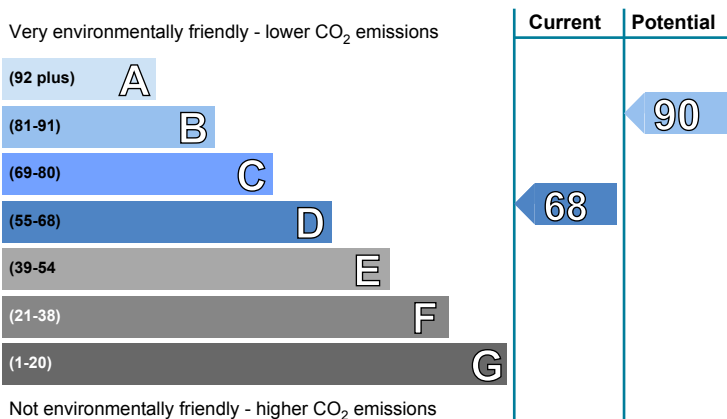 Current Potential
Very environmentally friendly - lower CO2 emissions
(92 plus) A
(81-91) B 90
(69-80) C
(55-68) D 68
(39-54 E
(21-38) F
(1-20) G
Not environmentally friendly - higher CO2 emissions